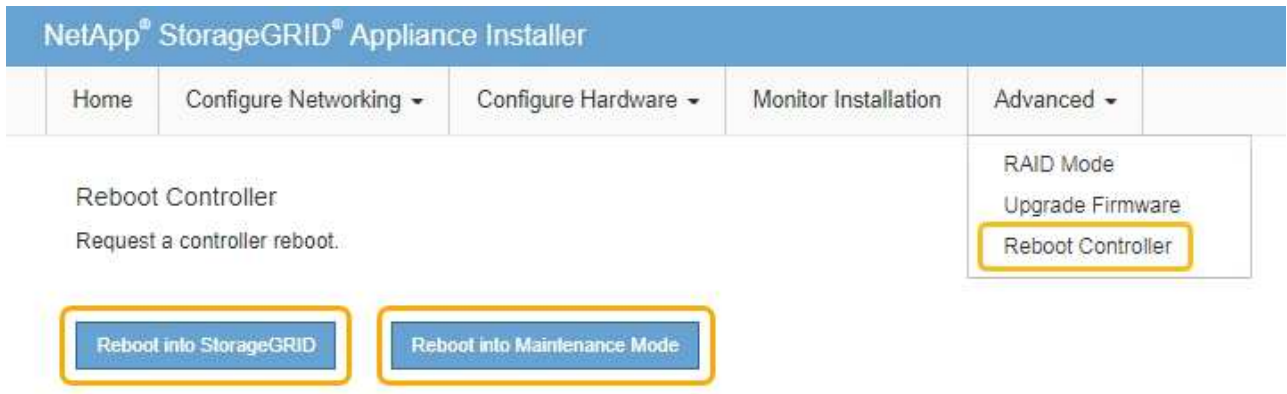 NetApp® StorageGRID® Appliance Installer
Home Configure Networking Configure Hardware Monitor Installation Advanced
RAID Mode
Upgrade Firmware
Reboot Controller
Reboot Controller
Request a controller reboot.
Reboot into StorageGRID Reboot into Maintenance Mode